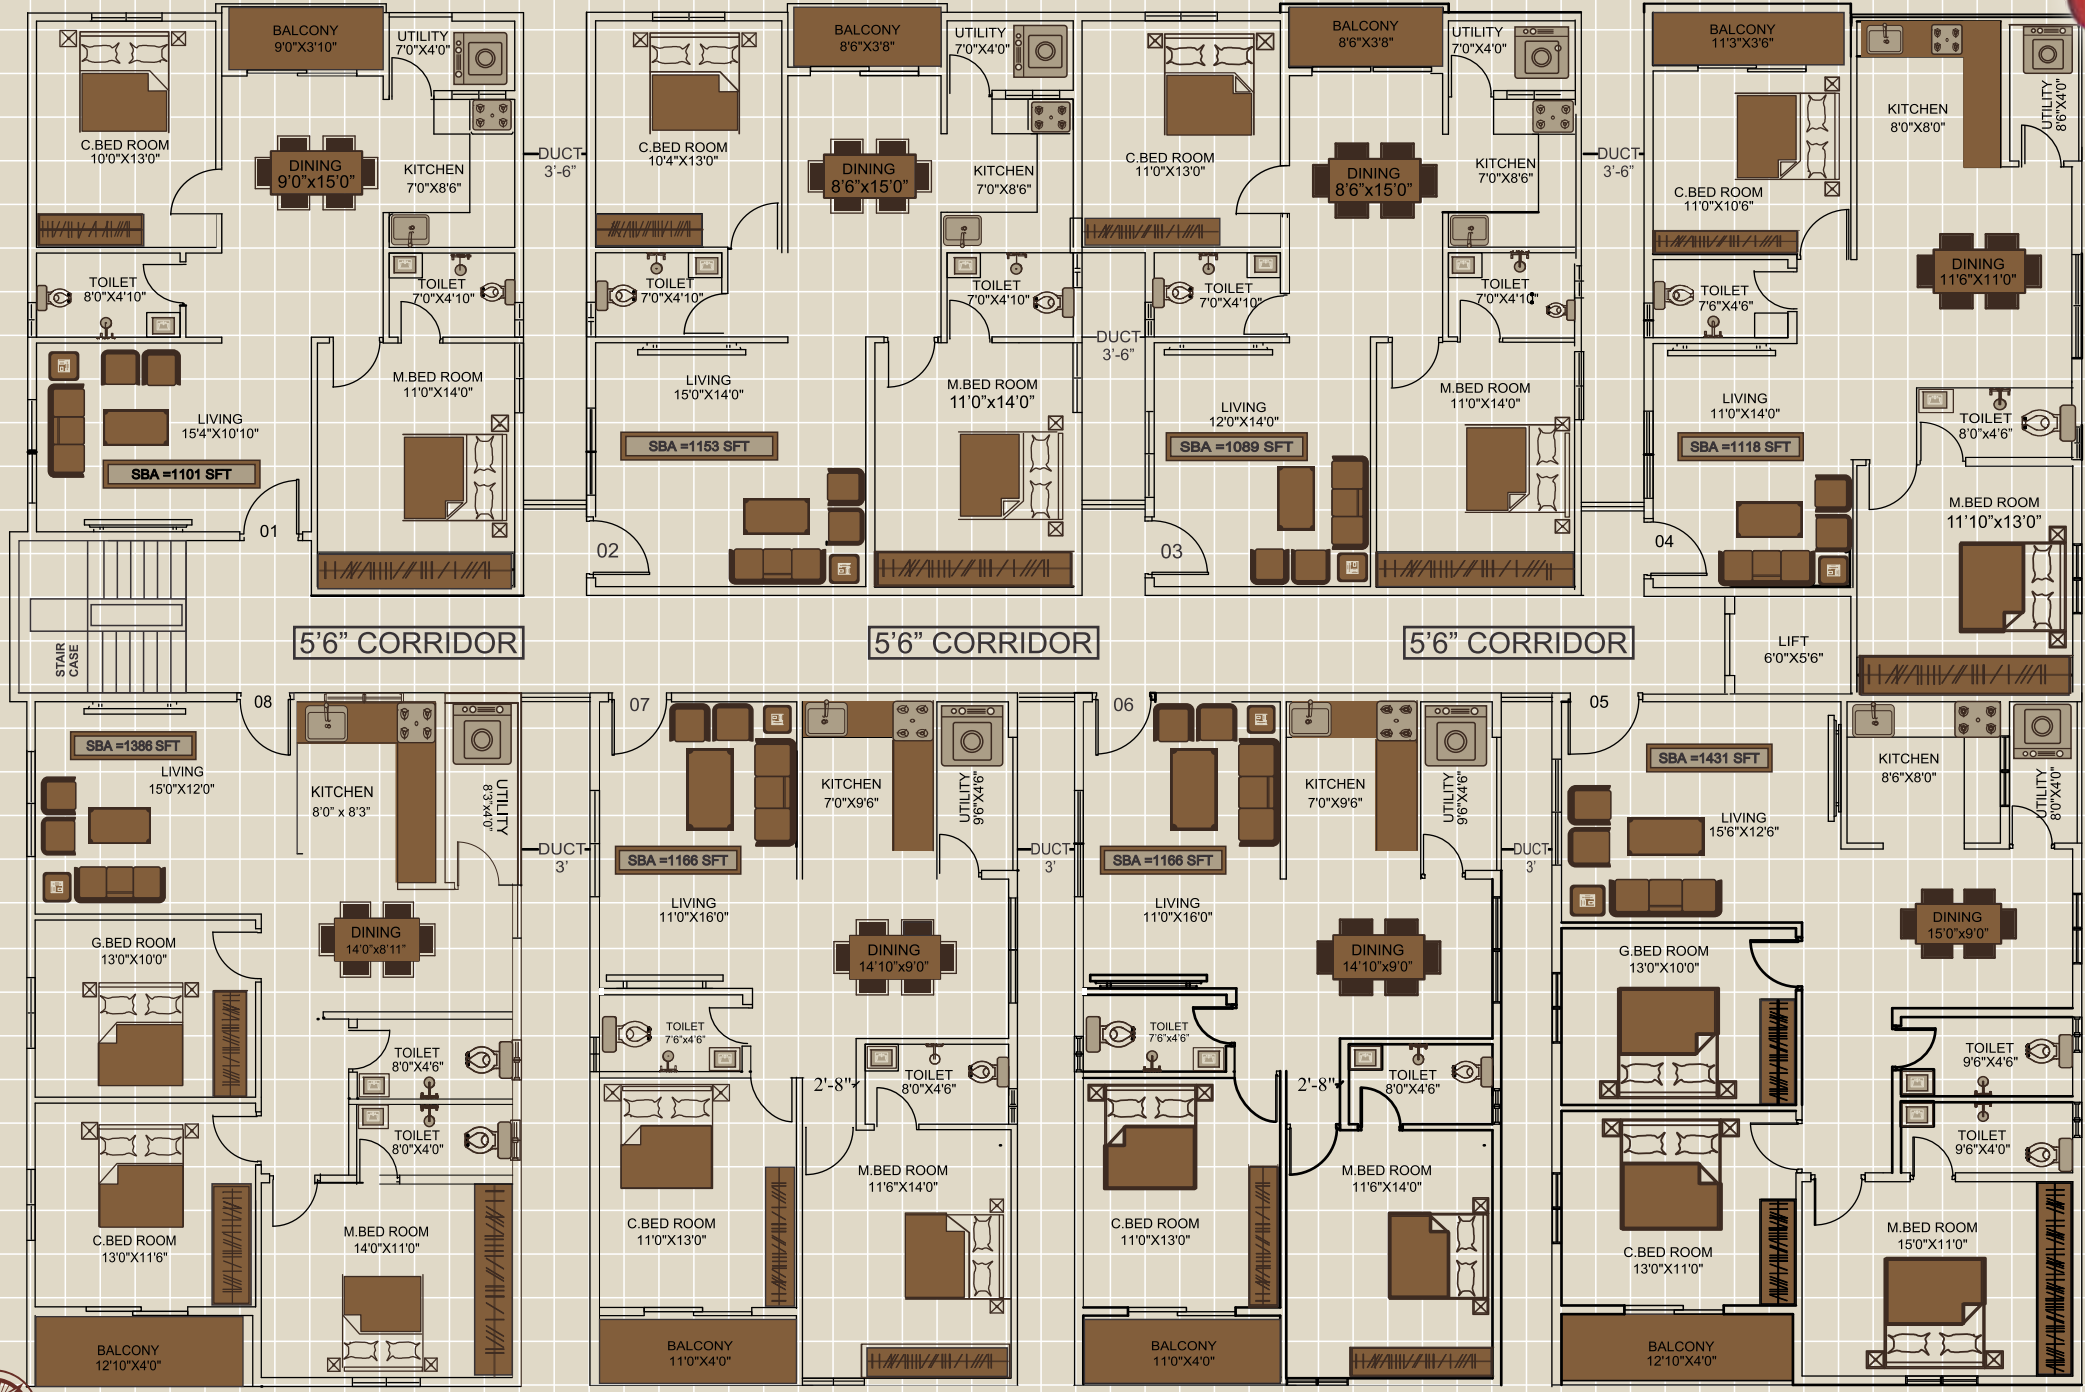 BALCONY
9'0"X3'10"
UTILITY
7'0"X4'0"
C.BED ROOM
10'0"X13'0"
DINING
9'0"x15'0"
KITCHEN
7'0"X8'6"
TOILET
8'0"X4'10"
TOILET
7'0"X4'10"
M.BED ROOM
11'0"X14'0"
LIVING
15'4"X10'10"
SBA =1101 SFT
01
DUCT
3'-6"
BALCONY
8'6"X3'8"
UTILITY
7'0"X4'0"
C.BED ROOM
10'4"X13'0"
DINING
8'6"x15'0"
KITCHEN
7'0"X8'6"
TOILET
7'0"X4'10"
TOILET
7'0"X4'10"
LIVING
15'0"X14'0"
M.BED ROOM
11'0"x14'0"
SBA =1153 SFT
02
DUCT
3'-6"
BALCONY
8'6"X3'8"
UTILITY
7'0"X4'0"
C.BED ROOM
11'0"X13'0"
DINING
8'6"x15'0"
KITCHEN
7'0"X8'6"
TOILET
7'0"X4'10"
TOILET
7'0"X4'10"
LIVING
12'0"X14'0"
M.BED ROOM
11'0"X14'0"
SBA =1089 SFT
03
DUCT
3'-6"
BALCONY
11'3"X3'6"
KITCHEN
8'0"X8'0"
UTILITY
8'6"X4'0"
C.BED ROOM
11'0"X10'6"
DINING
11'6"X11'0"
TOILET
7'6"X4'6"
LIVING
11'0"X14'0"
TOILET
8'0"x4'6"
SBA =1118 SFT
M.BED ROOM
11'10"x13'0"
04
STAIR
CASE
5'6" CORRIDOR
5'6" CORRIDOR
5'6" CORRIDOR
LIFT
6'0"X5'6"
08
SBA =1386 SFT
LIVING
15'0"X12'0"
KITCHEN
8'0" x 8'3"
UTILITY
8'3"x4'0"
DINING
14'0"x8'11"
G.BED ROOM
13'0"X10'0"
TOILET
8'0"X4'6"
TOILET
8'0"X4'0"
C.BED ROOM
13'0"X11'6"
M.BED ROOM
14'0"X11'0"
BALCONY
12'10"X4'0"
DUCT
3'
07
KITCHEN
7'0"X9'6"
UTILITY
9'6"X4'6"
SBA =1166 SFT
LIVING
11'0"X16'0"
DINING
14'10"x9'0"
TOILET
7'6"x4'6"
2'-8"
TOILET
8'0"X4'6"
M.BED ROOM
11'6"X14'0"
C.BED ROOM
11'0"X13'0"
BALCONY
11'0"X4'0"
DUCT
3'
06
KITCHEN
7'0"X9'6"
UTILITY
9'6"X4'6"
SBA =1166 SFT
LIVING
11'0"X16'0"
DINING
14'10"x9'0"
TOILET
7'6"x4'6"
2'-8"
TOILET
8'0"X4'6"
M.BED ROOM
11'6"X14'0"
C.BED ROOM
11'0"X13'0"
BALCONY
11'0"X4'0"
DUCT
3'
05
SBA =1431 SFT
KITCHEN
8'6"X8'0"
UTILITY
8'0"X4'0"
LIVING
15'6"X12'6"
DINING
15'0"x9'0"
G.BED ROOM
13'0"X10'0"
TOILET
9'6"X4'6"
TOILET
9'6"X4'0"
C.BED ROOM
13'0"X11'0"
M.BED ROOM
15'0"X11'0"
BALCONY
12'10"X4'0"